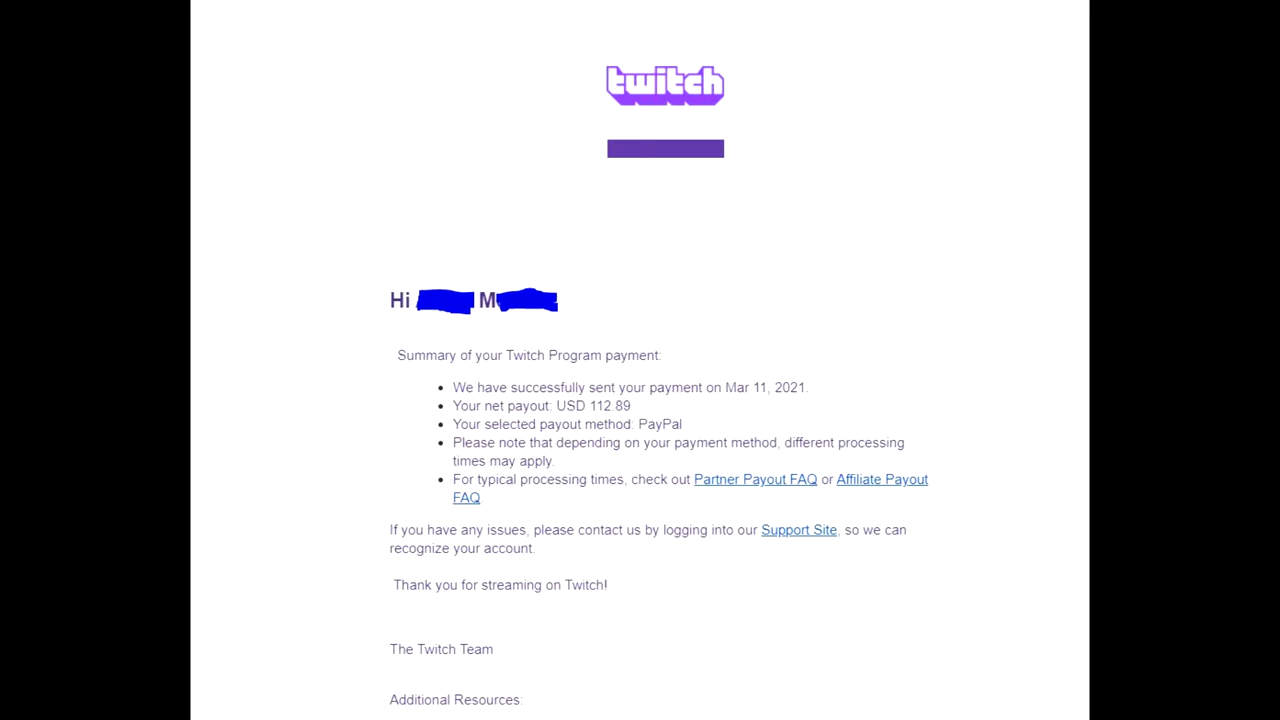 twitch
Hi M
Summary of your Twitch Program payment:
We have successfully sent your payment on Mar 11, 2021.
Your net payout: USD 112.89
Your selected payout method: PayPal
Please note that depending on your payment method, different processing
times may apply.
For typical processing times, check out Partner Payout FAQ or Affiliate Payout
FAQ.
If you have any issues, please contact us by logging into our Support Site, so we can
recognize your account.
Thank you for streaming on Twitch!
The Twitch Team
Additional Resources: